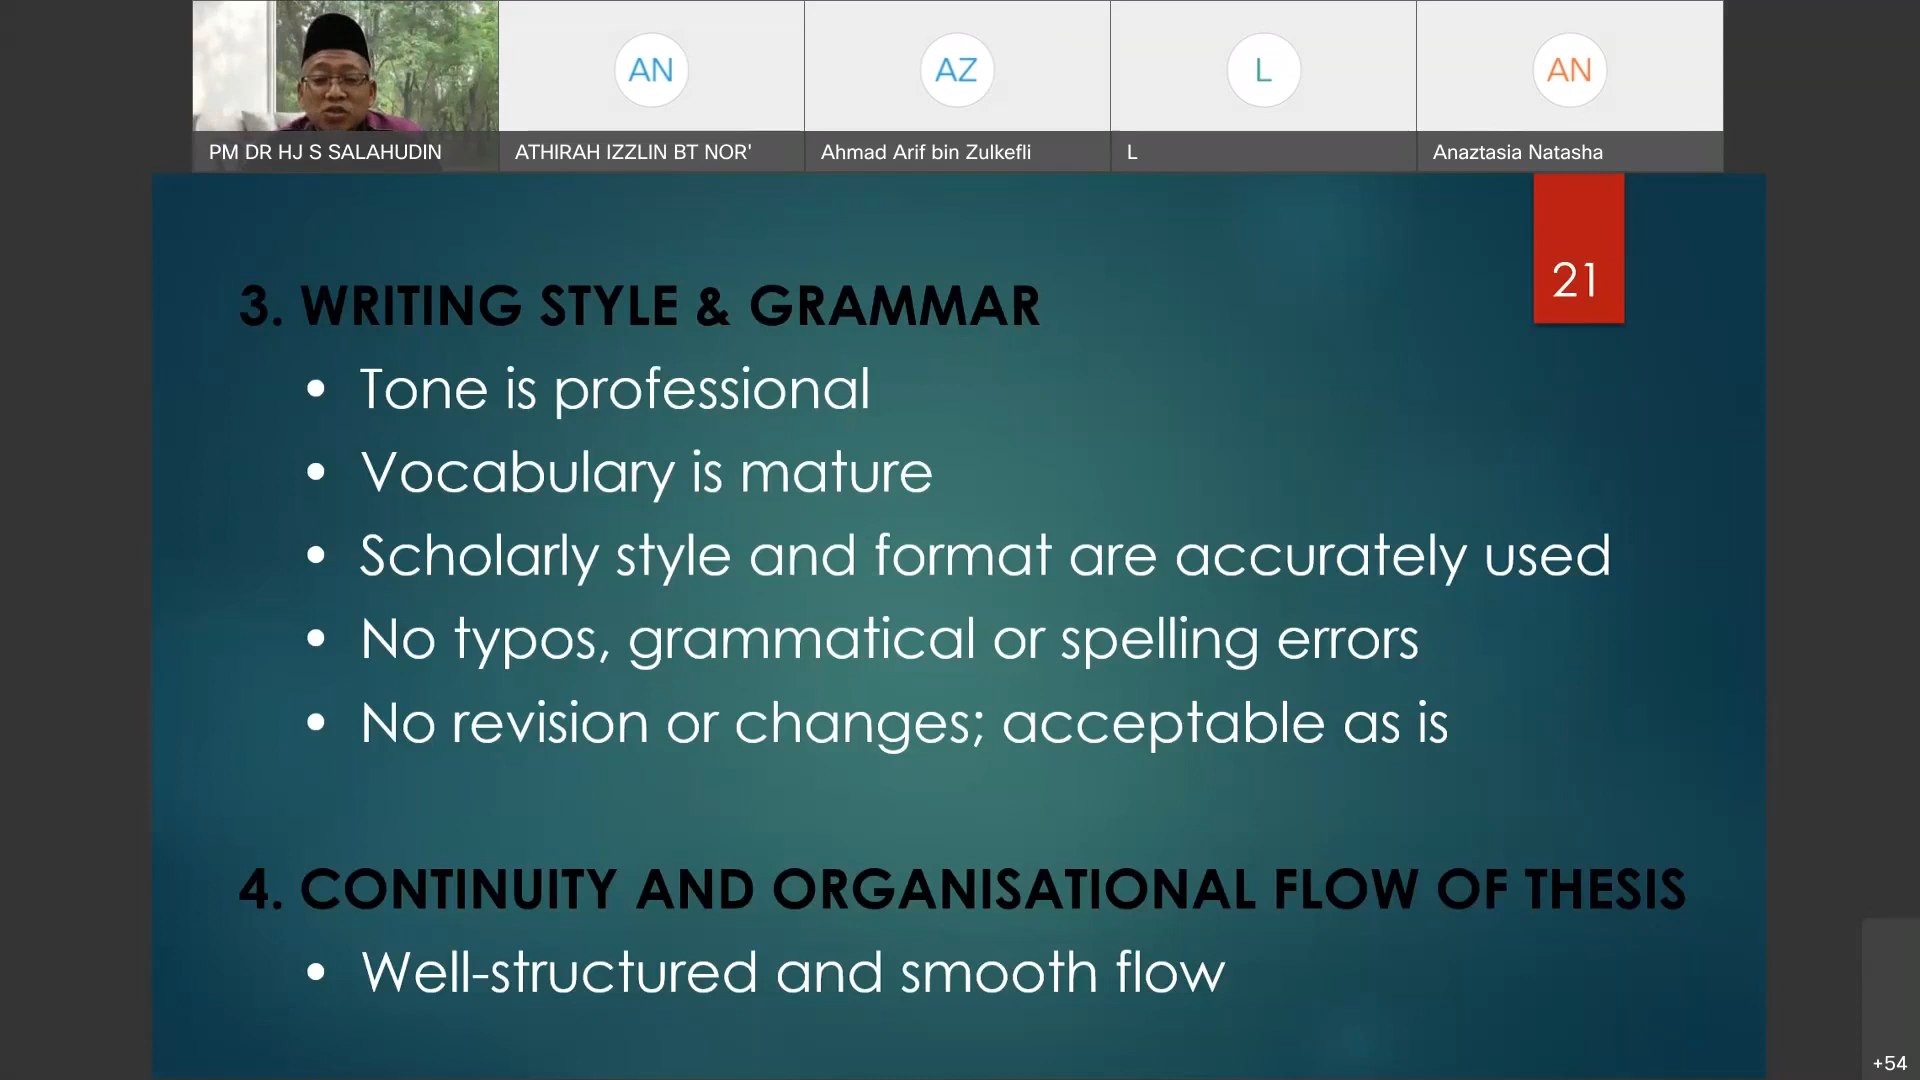 AN
AZ
L
AN
PM DR HJ S SALAHUDIN
ATHIRAH IZZLIN BT NOR'
Ahmad Arif bin Zulkefli
L
Anaztasia Natasha
21
3. WRITING STYLE & GRAMMAR
• Tone is professional
• Vocabulary is mature
• Scholarly style and format are accurately used
• No typos, grammatical or spelling errors
• No revision or changes; acceptable as is
4. CONTINUITY AND ORGANISATIONAL FLOW OF THESIS
• Well-structured and smooth flow
+54